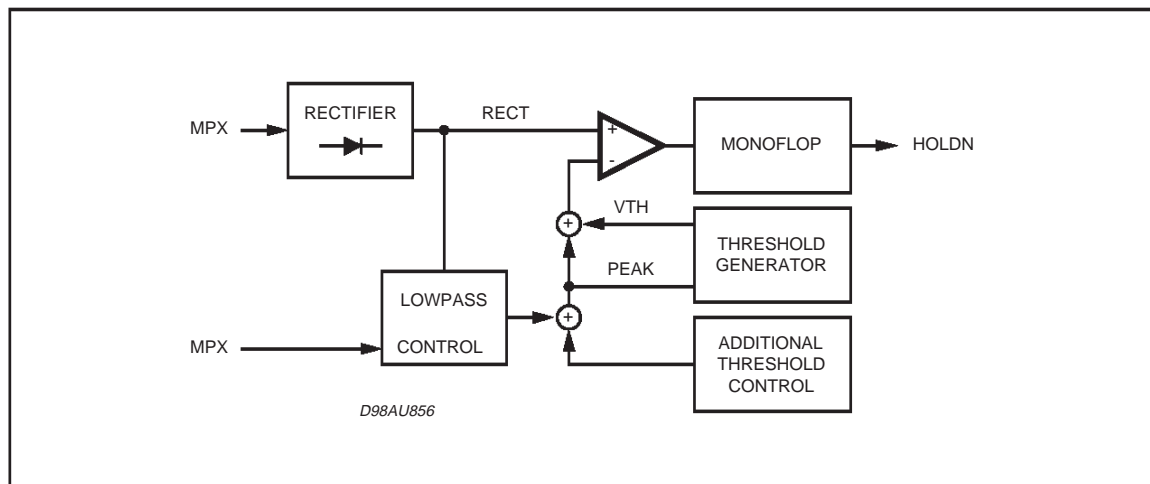 RECTIFIER
RECT
MPX
+
-
MONOFLOP
HOLDN
VTH
+
THRESHOLD
GENERATOR
PEAK
LOWPASS
CONTROL
+
MPX
ADDITIONAL
THRESHOLD
CONTROL
D98AU856